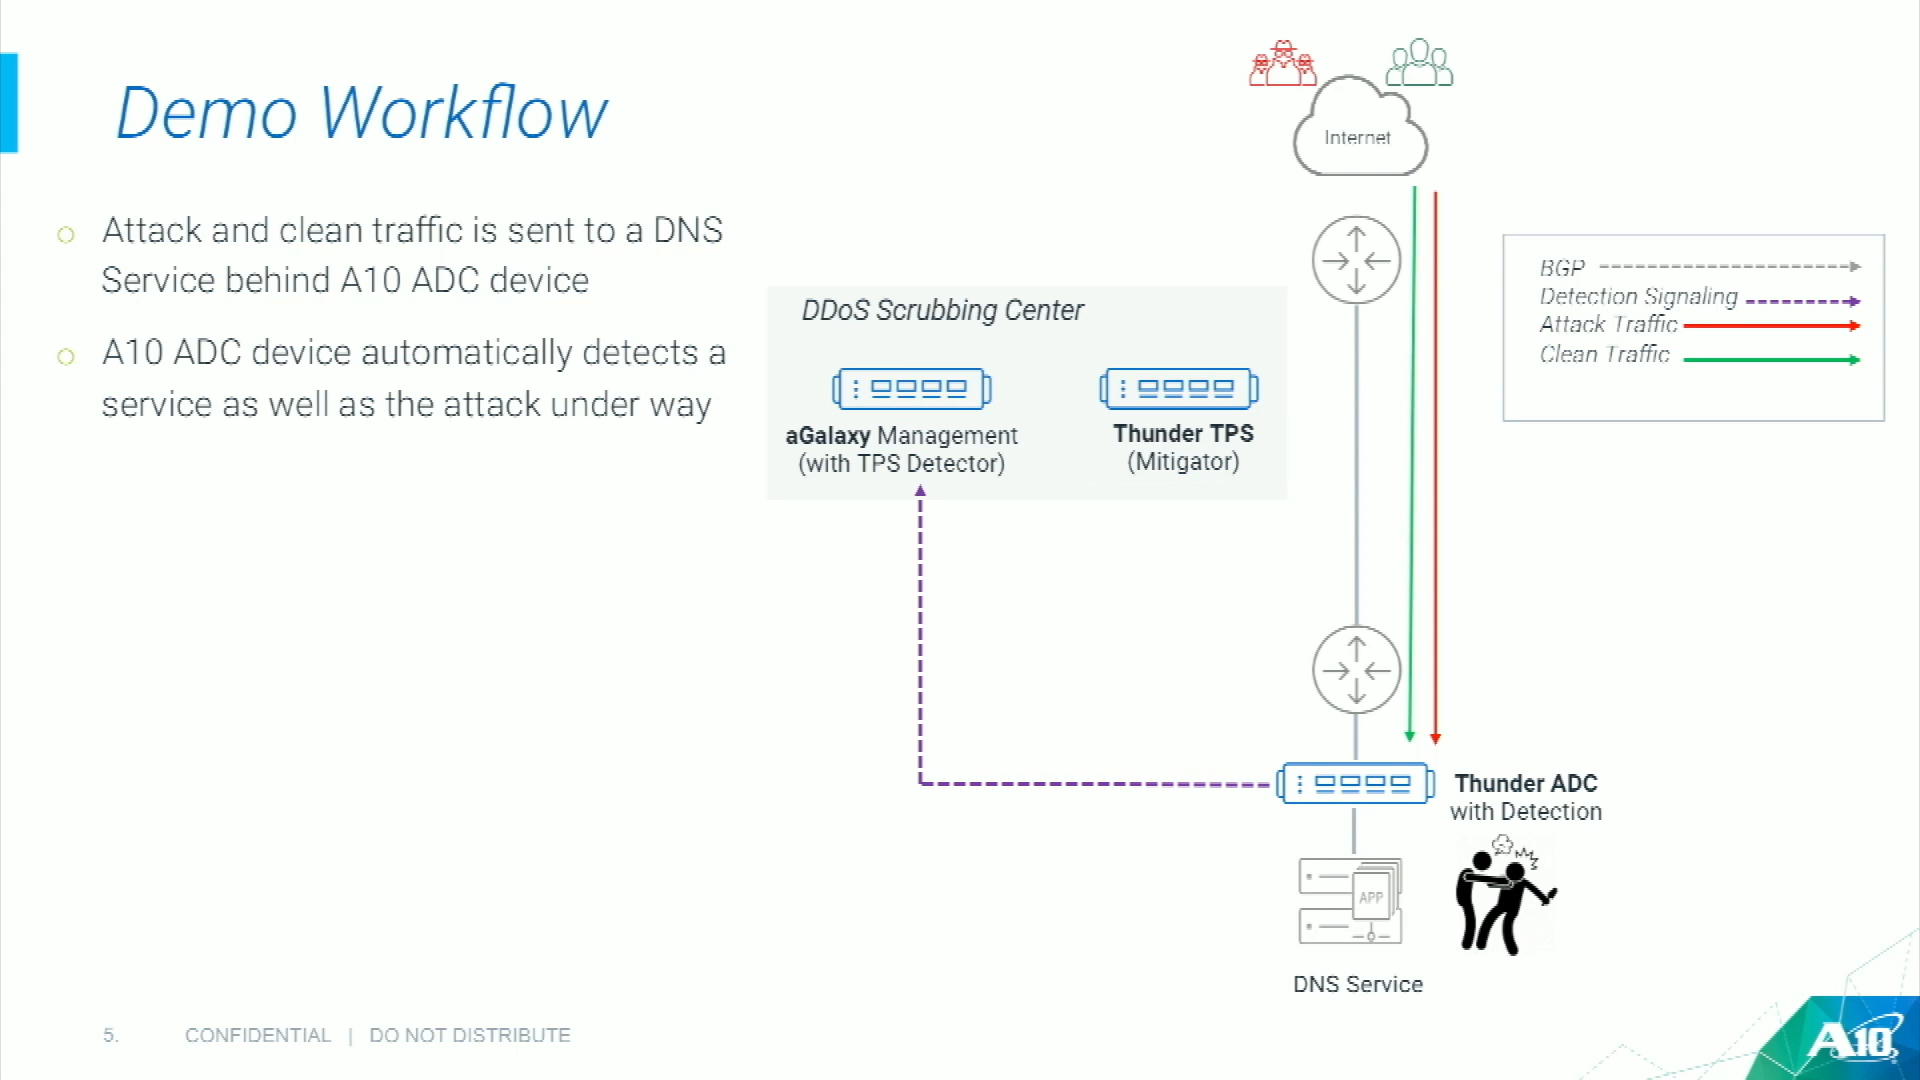 Demo Workflow
Attack and clean traffic is sent to a DNS
Service behind A10 ADC device
A10 ADC device automatically detects a
service as well as the attack under way
Internet
BGP
Detection Signaling
Attack Traffic
Clean Traffic
DDoS Scrubbing Center
aGalaxy Management
(with TPS Detector)
Thunder TPS
(Mitigator)
Thunder ADC
with Detection
APP
DNS Service
5.
CONFIDENTIAL | DO NOT DISTRIBUTE
A10